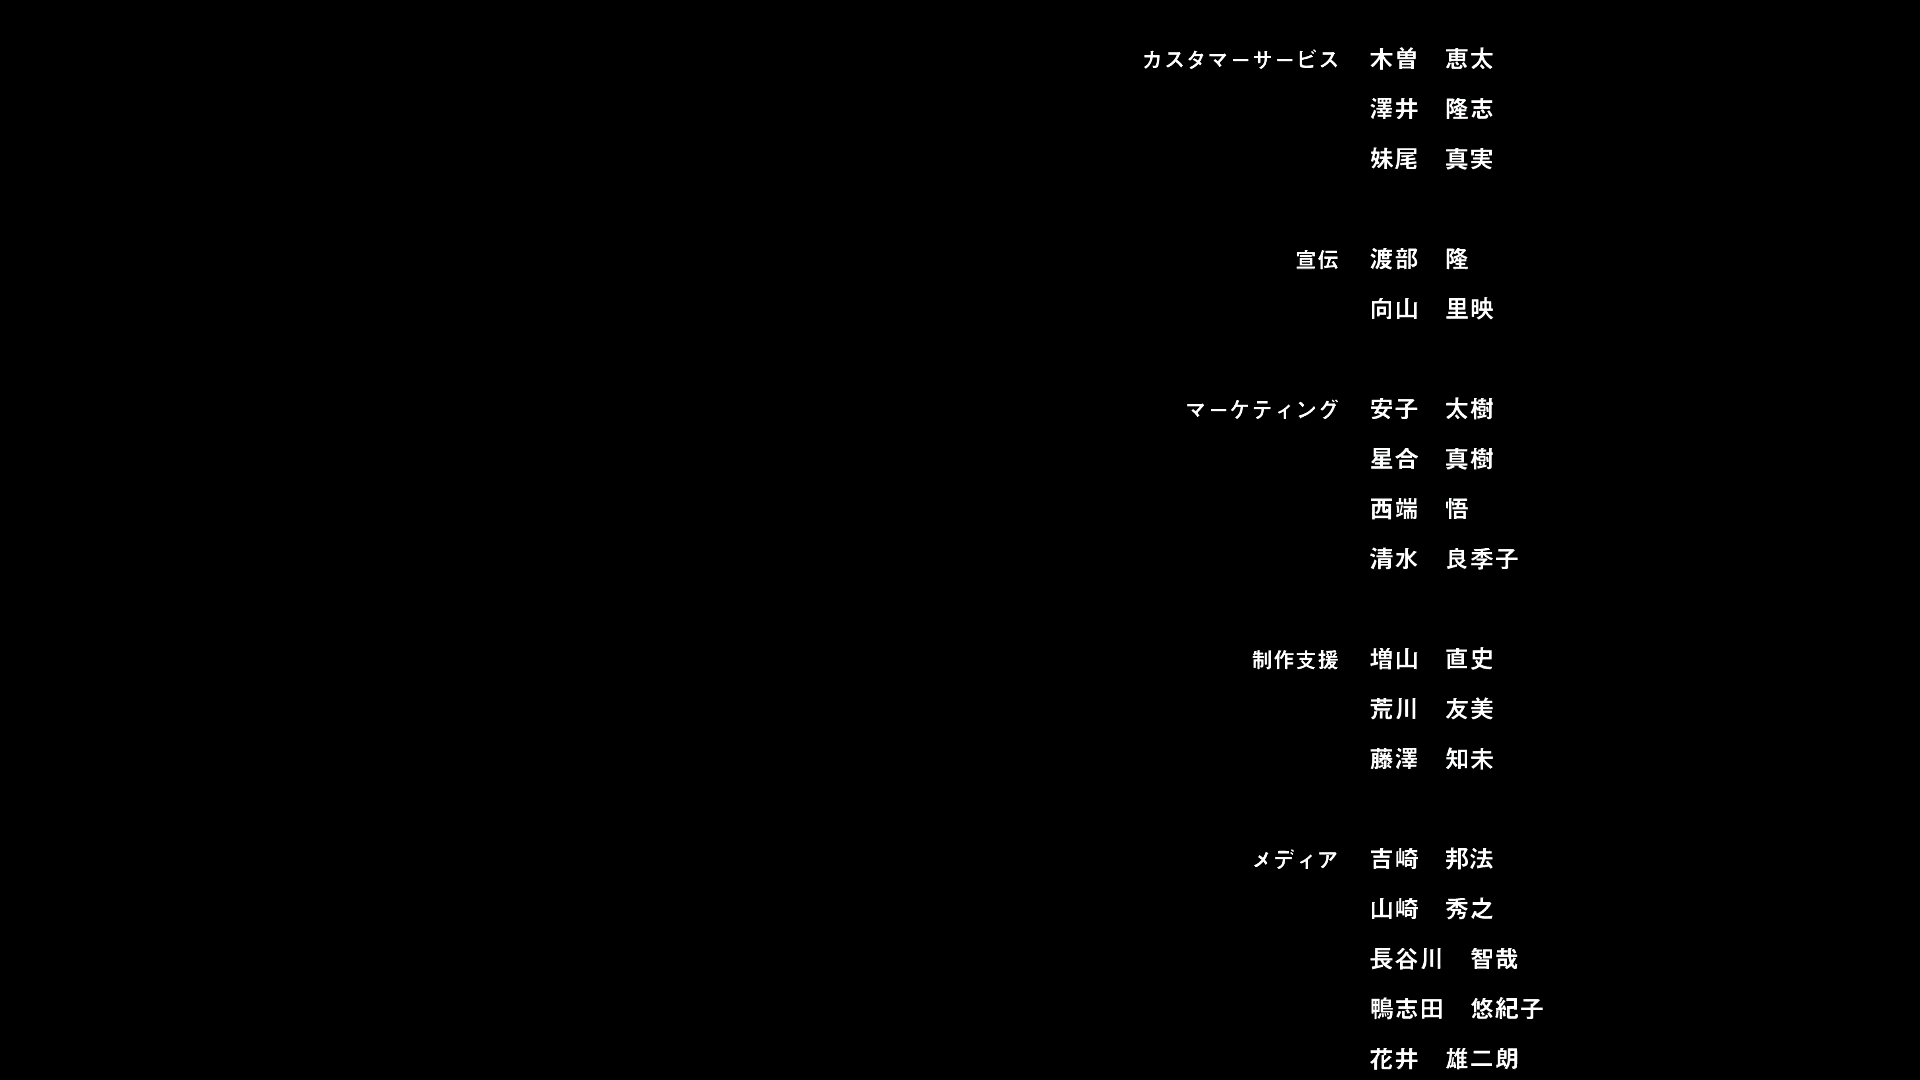 カスタマーサービス　木曽　恵太
澤井　隆志
妹尾　真実
宣伝　渡部　隆
向山　里映
マーケティング　安子　太樹
星合　真樹
西端　悟
清水　良季子
制作支援　増山　直史
荒川　友美
藤澤　知未
メディア　吉崎　邦法
山崎　秀之
長谷川　智哉
鴨志田　悠紀子
花井　雄二朗